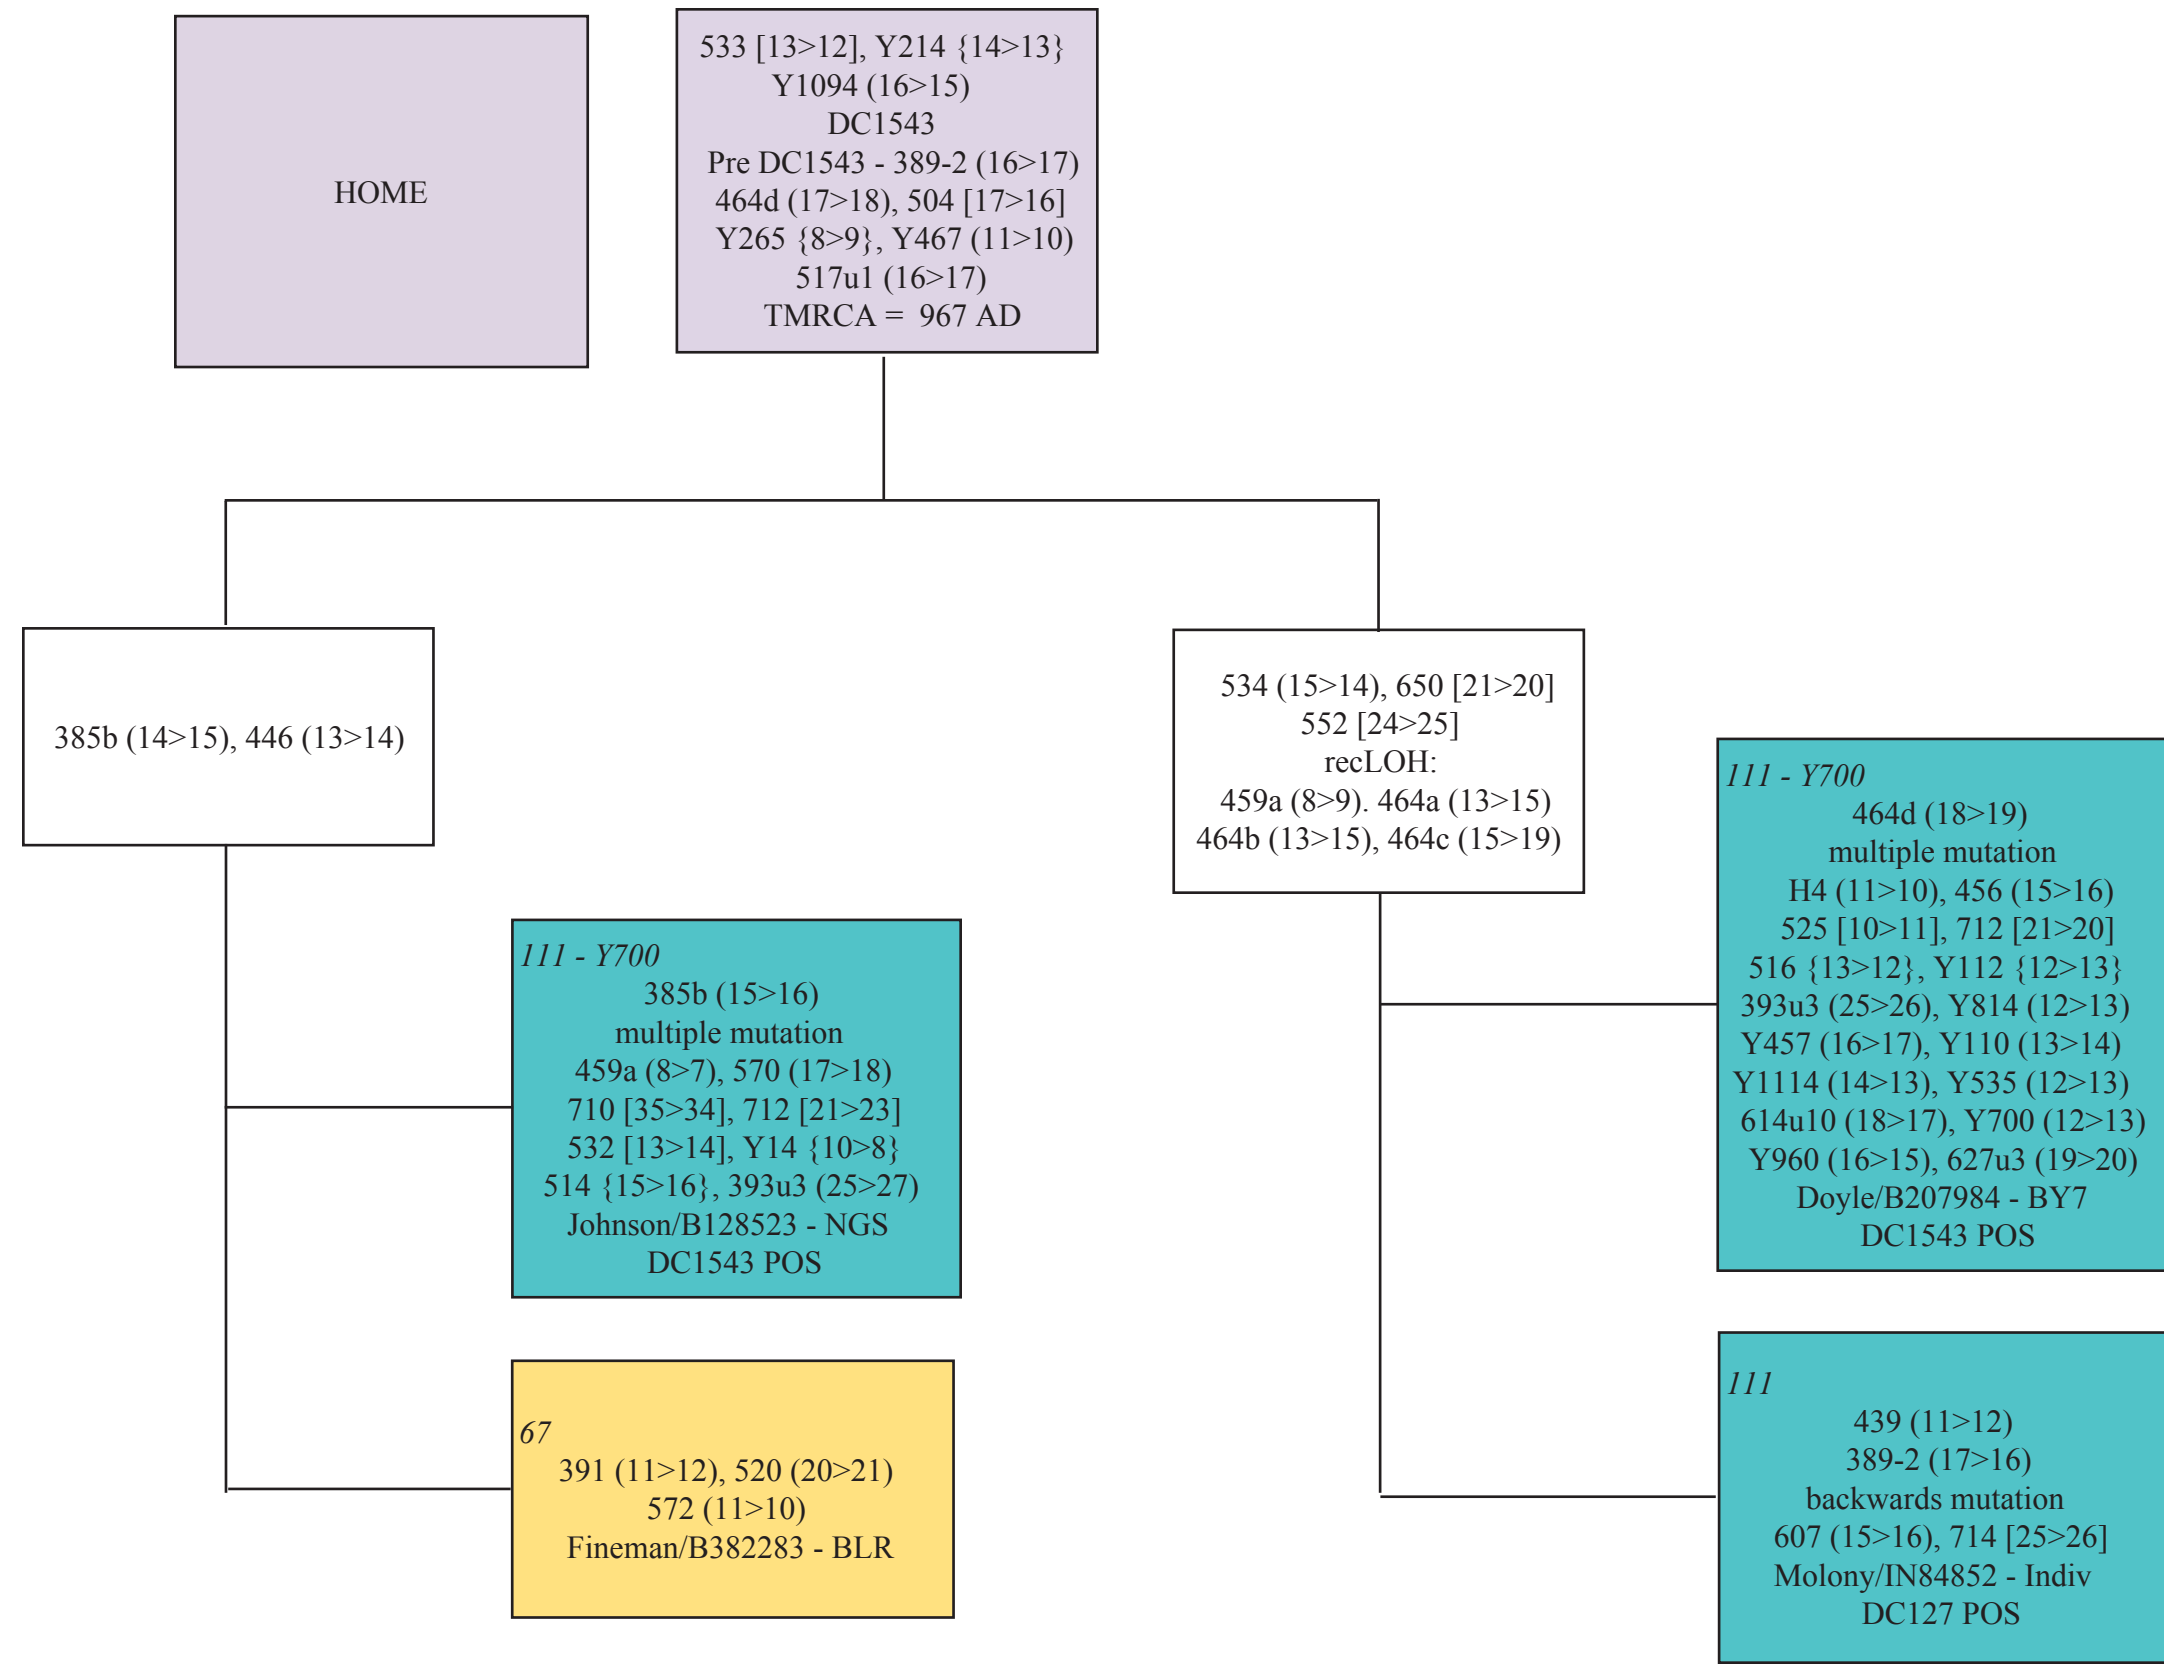 HOME
533 [13>12], Y214 {14>13}
Y1094 (16>15)
DC1543
Pre DC1543 - 389-2 (16>17)
464d (17>18), 504 [17>16]
Y265 {8>9}, Y467 (11>10)
517u1 (16>17)
TMRCA =  967 AD
385b (14>15), 446 (13>14)
534 (15>14), 650 [21>20]
552 [24>25]
recLOH:
459a (8>9). 464a (13>15)
464b (13>15), 464c (15>19)
111 - Y700
464d (18>19)
multiple mutation
H4 (11>10), 456 (15>16)
525 [10>11], 712 [21>20]
516 {13>12}, Y112 {12>13}
393u3 (25>26), Y814 (12>13)
Y457 (16>17), Y110 (13>14)
Y1114 (14>13), Y535 (12>13)
614u10 (18>17), Y700 (12>13)
Y960 (16>15), 627u3 (19>20)
Doyle/B207984 - BY7
DC1543 POS
111 - Y700
385b (15>16)
multiple mutation
459a (8>7), 570 (17>18)
710 [35>34], 712 [21>23]
532 [13>14], Y14 {10>8}
514 {15>16}, 393u3 (25>27)
Johnson/B128523 - NGS
DC1543 POS
67
391 (11>12), 520 (20>21)
572 (11>10)
Fineman/B382283 - BLR
111
439 (11>12)
389-2 (17>16)
backwards mutation
607 (15>16), 714 [25>26]
Molony/IN84852 - Indiv
DC127 POS